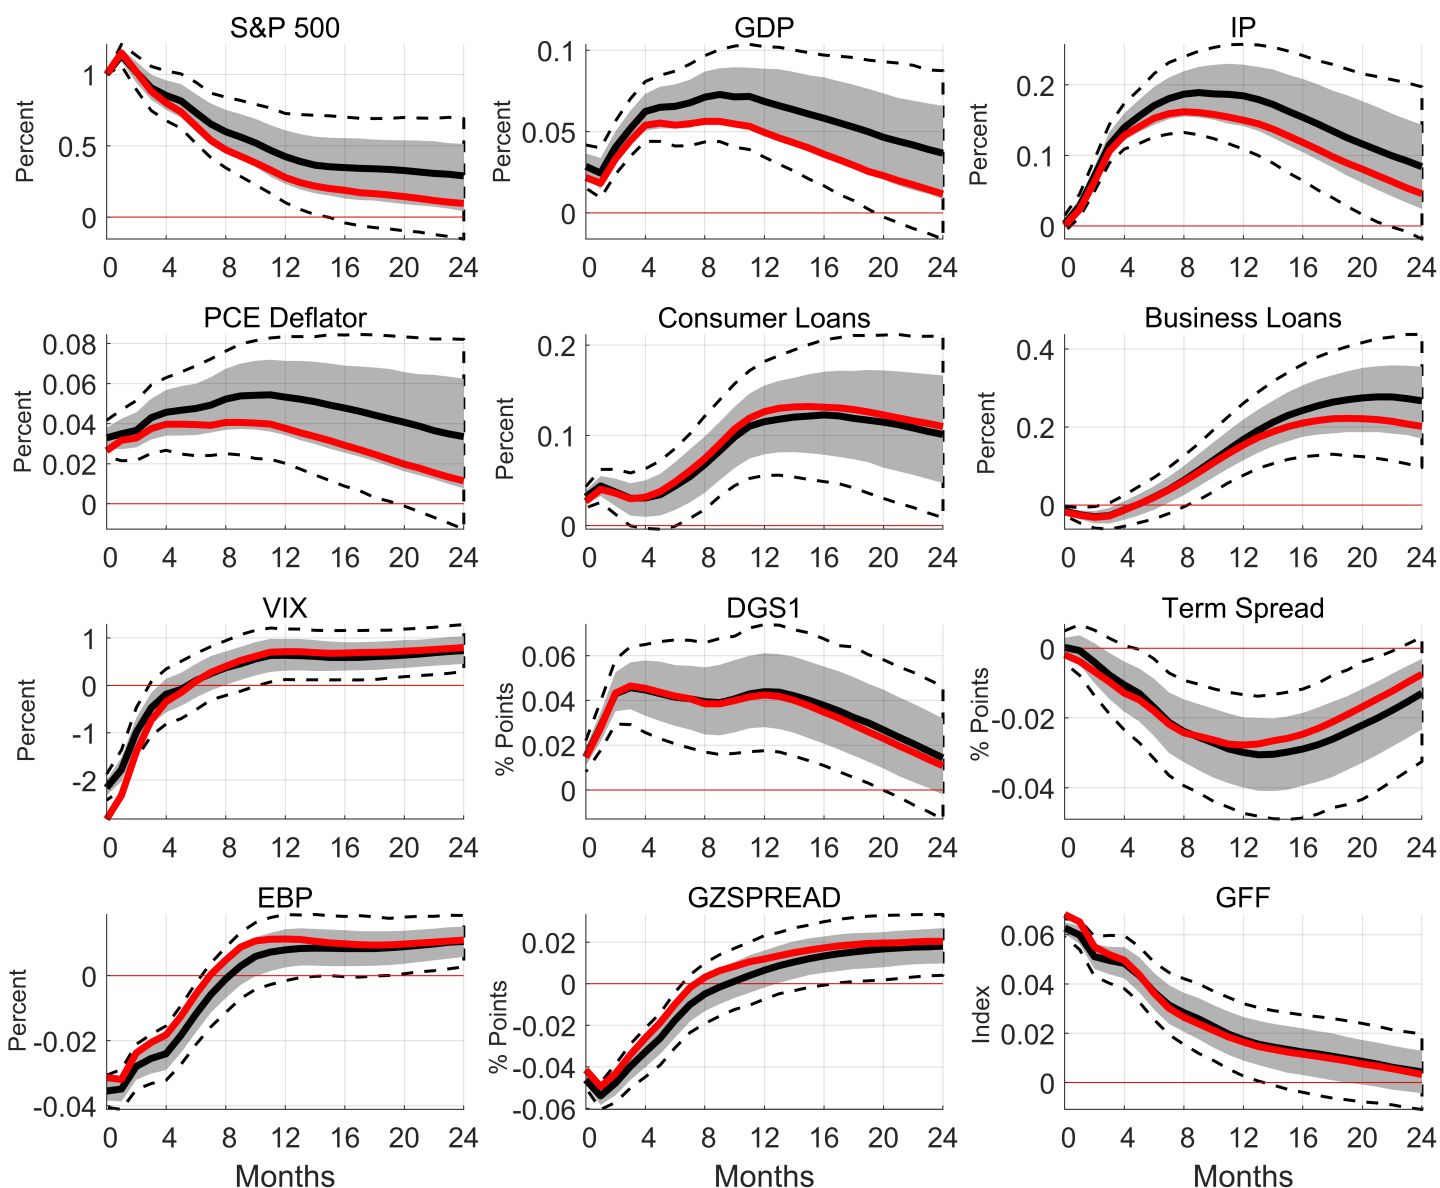 S&P 500
GDP
IP
Percent
1
0.5
0
0 4 8 12 16 20 24
Percent
0.1
0.05
0
0 4 8 12 16 20 24
Percent
0.2
0.1
0
0 4 8 12 16 20 24
PCE Deflator
Consumer Loans
Business Loans
Percent
0.08
0.06
0.04
0.02
0
0 4 8 12 16 20 24
Percent
0.2
0.1
0
0 4 8 12 16 20 24
Percent
0.4
0.2
0
0 4 8 12 16 20 24
VIX
DGS1
Term Spread
Percent
1
0
-1
-2
0 4 8 12 16 20 24
% Points
0.06
0.04
0.02
0
0 4 8 12 16 20 24
% Points
0
-0.02
-0.04
0 4 8 12 16 20 24
EBP
GZSPREAD
GFF
Percent
0
-0.02
-0.04
0 4 8 12 16 20 24
Months
% Points
0.02
0
-0.02
-0.04
-0.06
0 4 8 12 16 20 24
Months
Index
0.06
0.04
0.02
0
0 4 8 12 16 20 24
Months